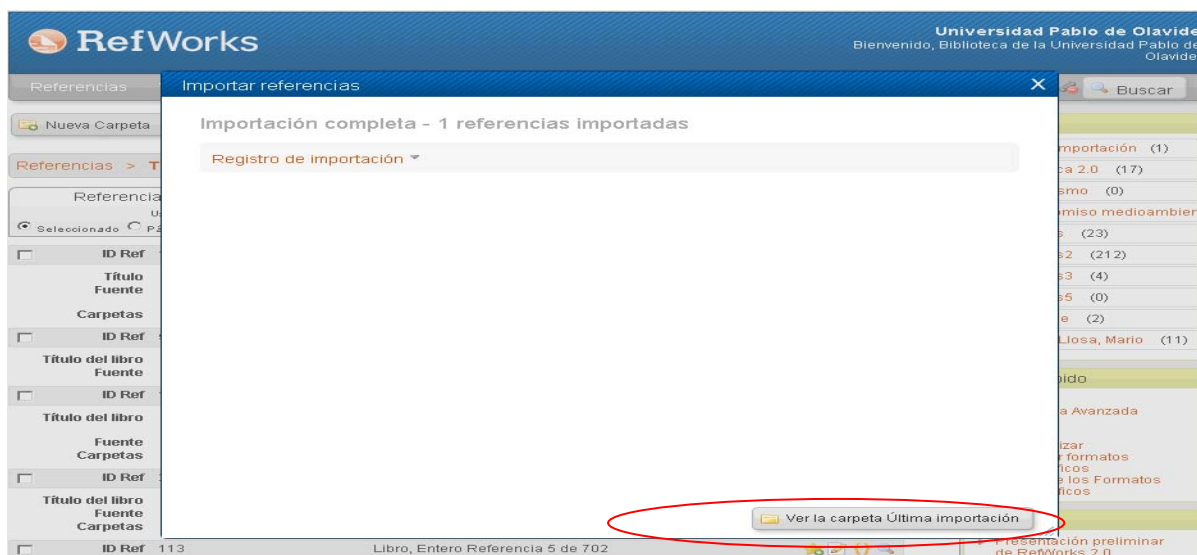 RefWorks
Universidad Pablo de Olavide
Bienvenido, Biblioteca de la Universidad Pablo de
Olavide
Referencias
Importar referencias
X
Buscar
Nueva Carpeta
Importación completa - 1 referencias importadas
Registro de importación
mportación (1)
Referencias > T
a 2.0 (17)
Referencia
smo (0)
miso medioambier
Seleccionado
(23)
ID Ref
2 (212)
Título
s3 (4)
Fuente
s5 (0)
Carpetas
e (2)
ID Ref
Llosa, Mario (11)
Título del libro
Fuente
ido
ID Ref
Título del libro
a Avanzada
Fuente
izar
Carpetas
r formatos
ficos
ID Ref
e los Formatos
ficos
Título del libro
Fuente
Ver la carpeta Última importación
Carpetas
Presentación preliminar
de RefWorks 2.0
ID Ref 113
Libro, Entero Referencia 5 de 702